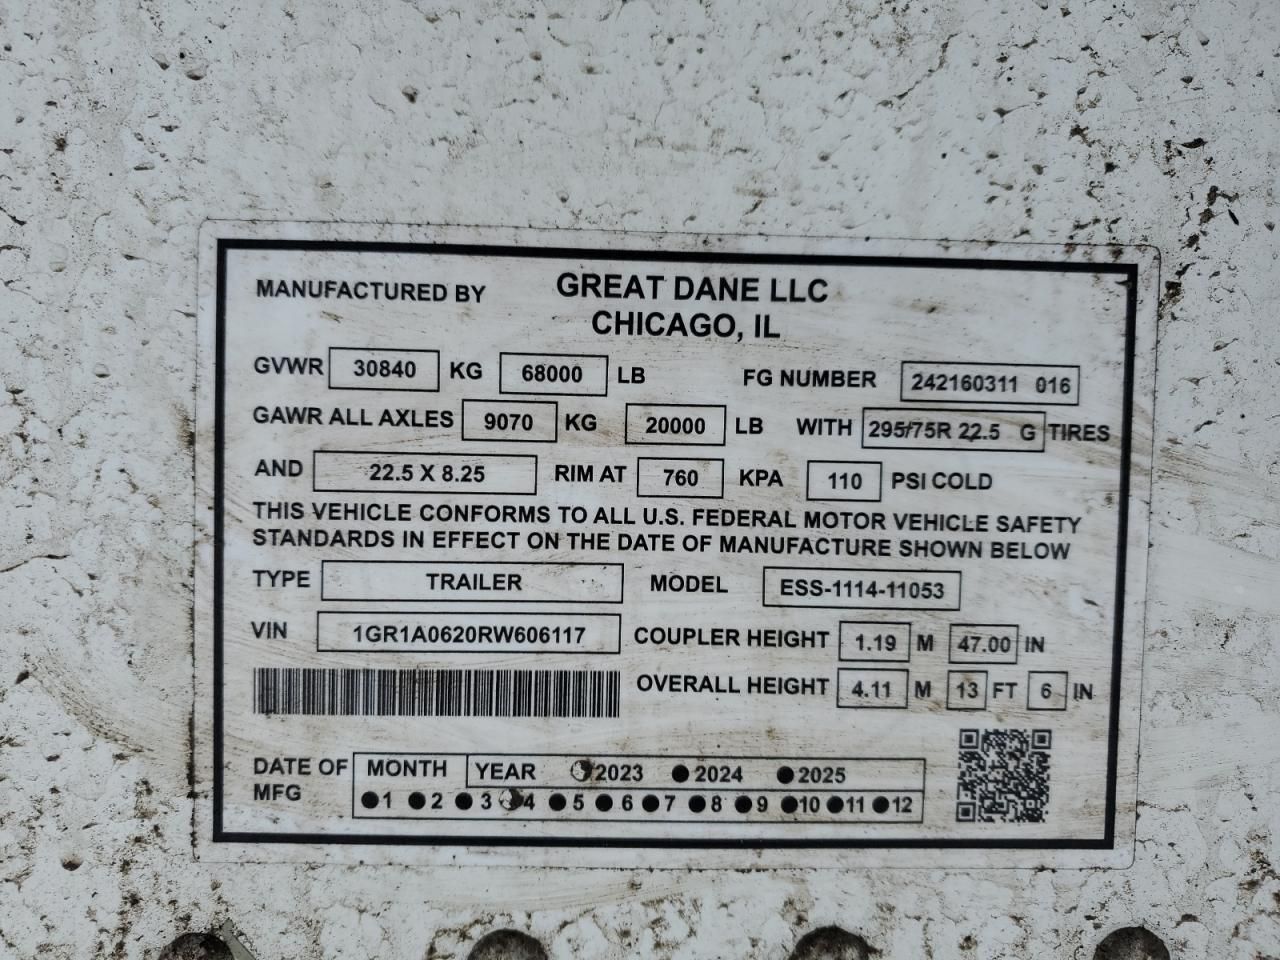 MANUFACTURED BY GREAT DANE LLC
CHICAGO, IL
GVWR 30840 KG 68000 LB FG NUMBER 242160311 016
GAWR ALL AXLES 9070 KG 20000 LB WITH 295/75R 22.5 G TIRES
AND 22.5 X 8.25 RIM AT 760 KPA 110 PSI COLD
THIS VEHICLE CONFORMS TO ALL U.S. FEDERAL MOTOR VEHICLE SAFETY
STANDARDS IN EFFECT ON THE DATE OF MANUFACTURE SHOWN BELOW
TYPE TRAILER MODEL ESS-1114-11053
VIN 1GR1A0620RW606117 COUPLER HEIGHT 1.19 M 47.00 IN
OVERALL HEIGHT 4.11 M 13 FT 6 IN
DATE OF MFG MONTH YEAR 2023 2024 2025
1 2 3 4 5 6 7 8 9 10 11 12